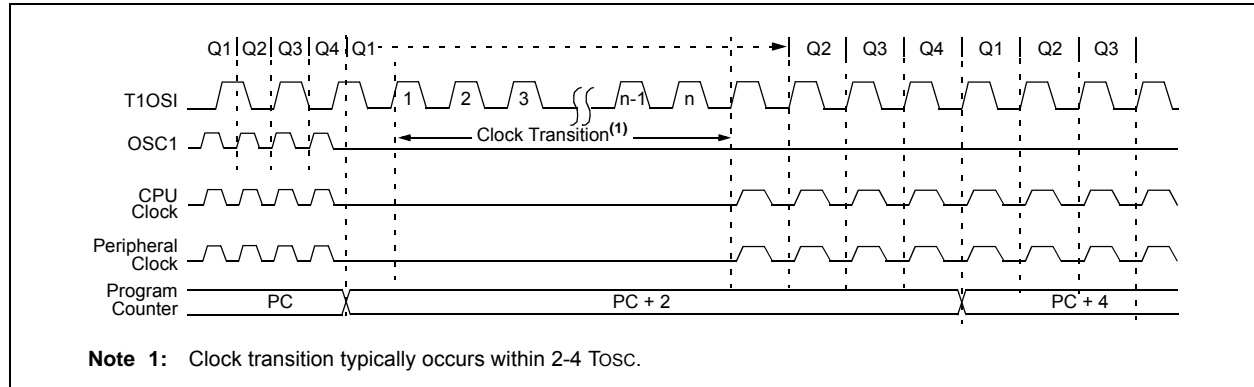 Q1 Q2 Q3 Q4 Q1 Q2 Q3 Q4 Q1 Q2 Q3
T1OSI 1 2 3 n-1 n
Clock Transition(1)
OSC1
CPU
Clock
Peripheral
Clock
Program
Counter
PC PC + 2 PC + 4
Note 1: Clock transition typically occurs within 2-4 TOSC.